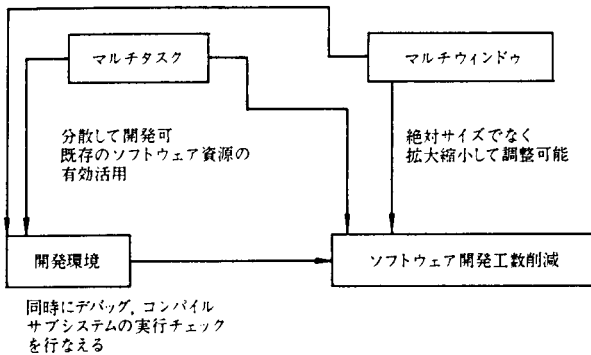 マルチタスク
マルチウィンドゥ
分散して開発可
既存のソフトウェア資源の
有効活用
絶対サイズでなく
拡大縮小して調整可能
開発環境
ソフトウェア開発工数削減
同時にデバッグ，コンパイル
サブシステムの実行チェック
を行なえる